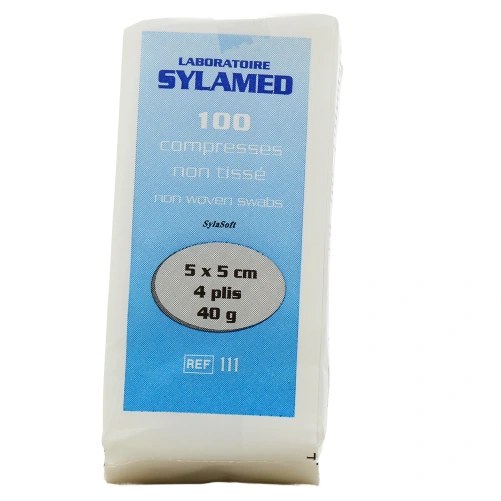 LABORATOIRE
SYLAMED
100
compresses
non tissé
non woven swabs
SylaSoft
5 x 5 cm
4 plis
40 g
REF 111